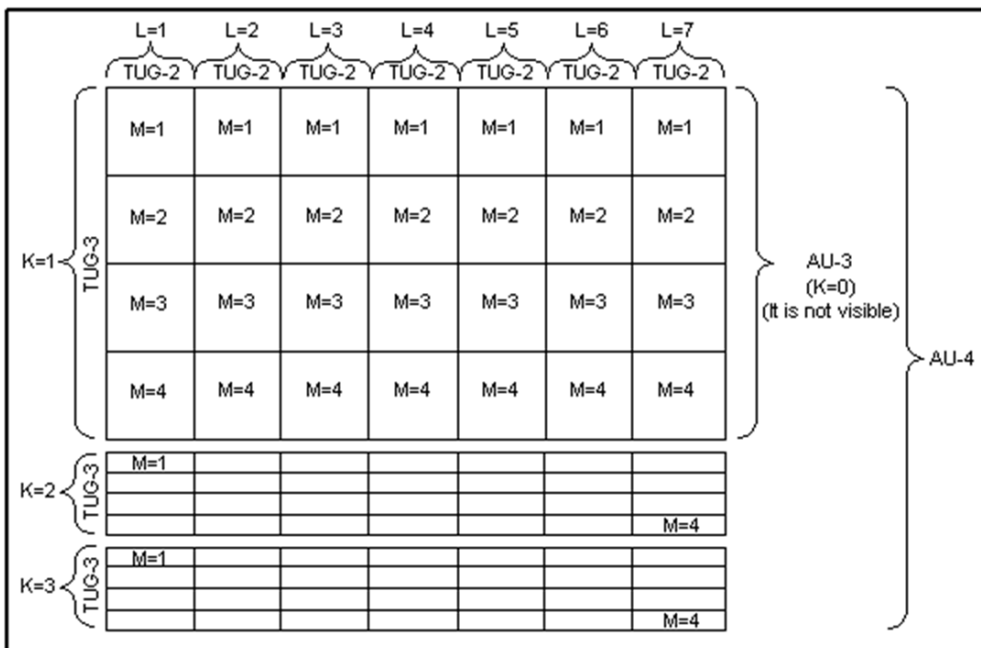 L=1 L=2 L=3 L=4 L=5 L=6 L=7
TUG-2 TUG-2 TUG-2 TUG-2 TUG-2 TUG-2 TUG-2
M=1 M=1 M=1 M=1 M=1 M=1 M=1
M=2 M=2 M=2 M=2 M=2 M=2 M=2
K=1 TUG-3
M=3 M=3 M=3 M=3 M=3 M=3 M=3
M=4 M=4 M=4 M=4 M=4 M=4 M=4
AU-3
(K=0)
(It is not visible)
AU-4
K=2 TUG-3
M=1
M=4
K=3 TUG-3
M=1
M=4